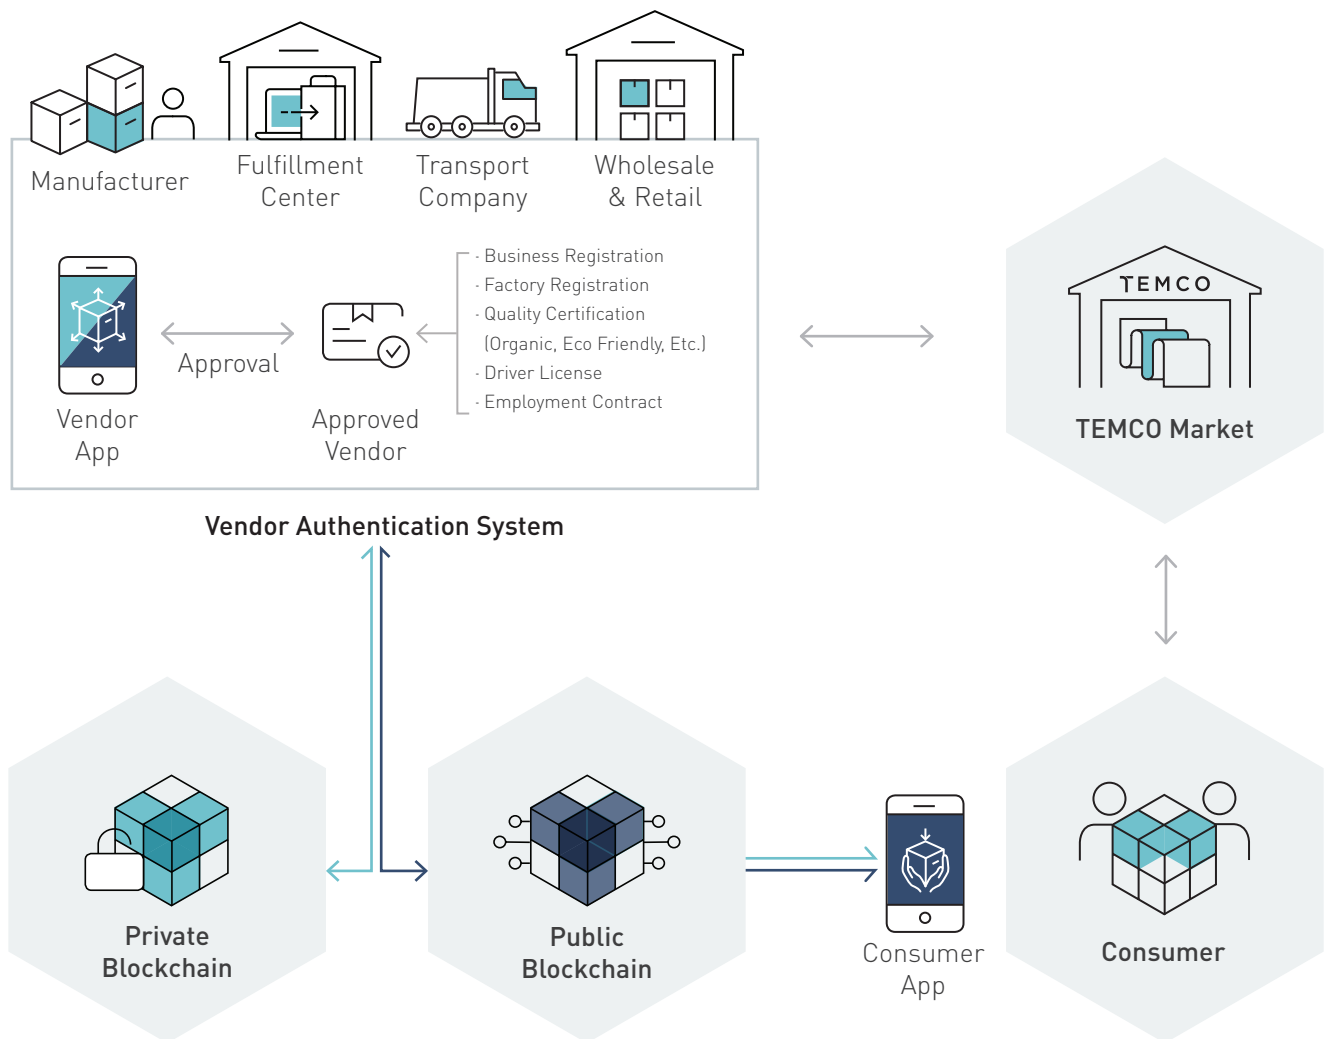 Manufacturer
Fulfillment
Center
Transport
Company
Wholesale
& Retail
· Business Registration
· Factory Registration
· Quality Certification
(Organic, Eco Friendly, Etc.)
· Driver License
· Employment Contract
Approval
Vendor
App
Approved
Vendor
Vendor Authentication System
TEMCO
TEMCO Market
Private
Blockchain
Public
Blockchain
Consumer
App
Consumer